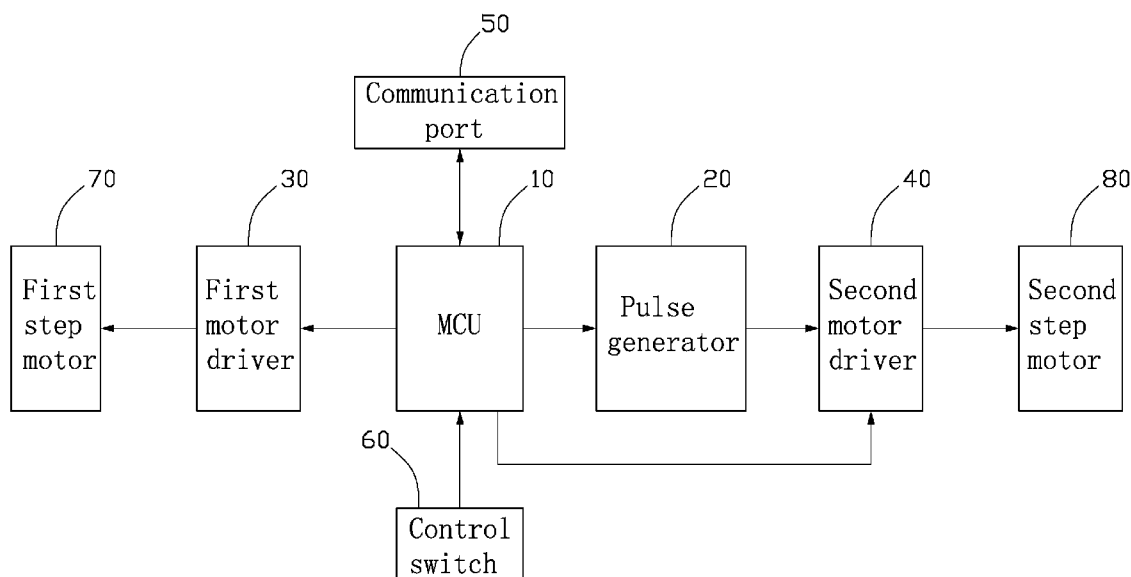 50
Communication
port
70
30
10
20
40
80
First
step
motor
First
motor
driver
MCU
Pulse
generator
Second
motor
driver
Second
step
motor
60
Control
switch